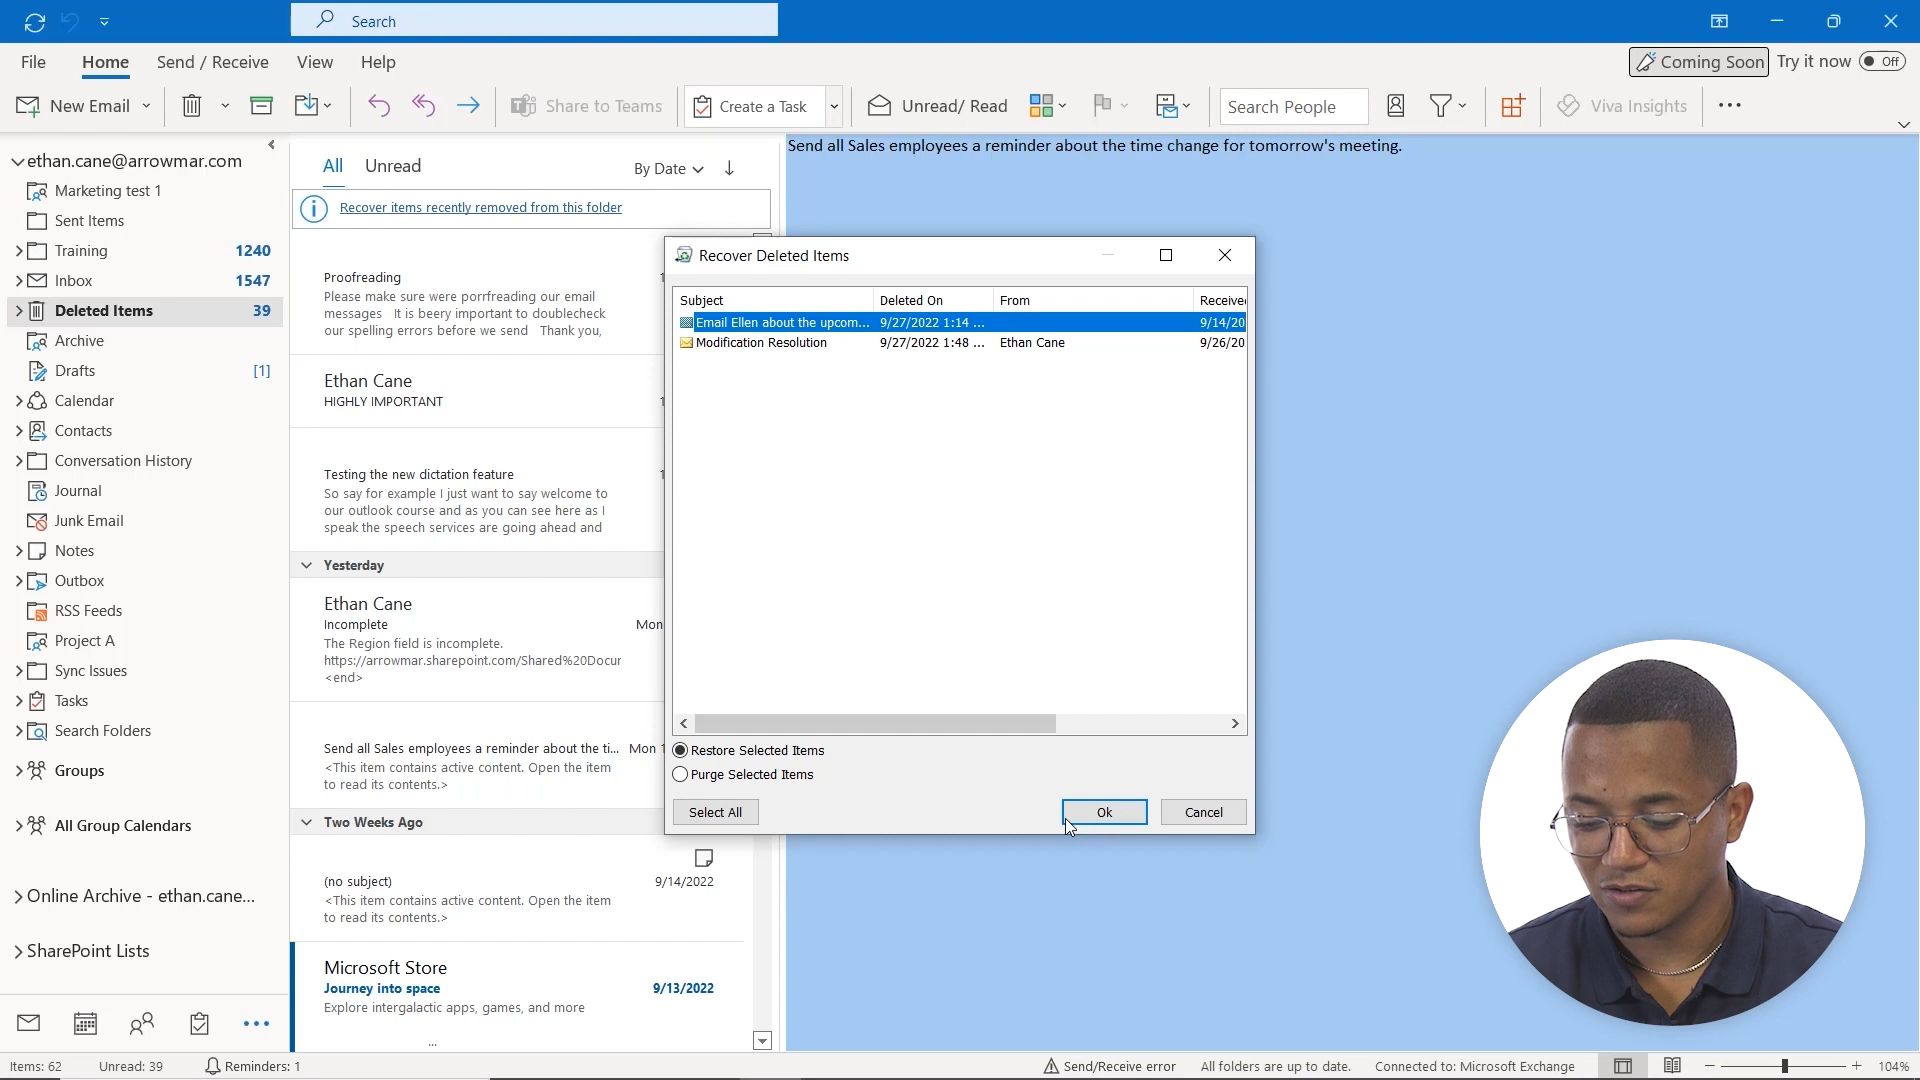 Search
File
Home
Send / Receive
View
Help
Coming Soon
Try it now
Off
New Email
Share to Teams
Create a Task
Unread/ Read
Search People
Viva Insights
ethan.cane@arrowmar.com
Marketing test 1
Sent Items
Training 1240
Inbox 1547
Deleted Items 39
Archive
Drafts [1]
Calendar
Contacts
Conversation History
Journal
Junk Email
Notes
Outbox
RSS Feeds
Project A
Sync Issues
Tasks
Search Folders
Groups
All Group Calendars
Online Archive - ethan.cane...
SharePoint Lists
All
Unread
By Date
Recover items recently removed from this folder
Proofreading
Please make sure were porrfreading our email
messages It is beery important to doublecheck
our spelling errors before we send Thank you,
Ethan Cane
HIGHLY IMPORTANT
Testing the new dictation feature
So say for example I just want to say welcome to
our outlook course and as you can see here as I
speak the speech services are going ahead and
Yesterday
Ethan Cane
Incomplete Mon
The Region field is incomplete.
https://arrowmar.sharepoint.com/Shared%20Docur
<end>
Send all Sales employees a reminder about the ti... Mon 1
<This item contains active content. Open the item
to read its contents.>
Two Weeks Ago
(no subject) 9/14/2022
<This item contains active content. Open the item
to read its contents.>
Microsoft Store
Journey into space 9/13/2022
Explore intergalactic apps, games, and more
...
Send all Sales employees a reminder about the time change for tomorrow's meeting.
Recover Deleted Items
Subject Deleted On From Received
Email Ellen about the upcom... 9/27/2022 1:14 ... 9/14/20
Modification Resolution 9/27/2022 1:48 ... Ethan Cane 9/26/20
Restore Selected Items
Purge Selected Items
Select All
Ok
Cancel
Items: 62
Unread: 39
Reminders: 1
Send/Receive error
All folders are up to date.
Connected to: Microsoft Exchange
104%